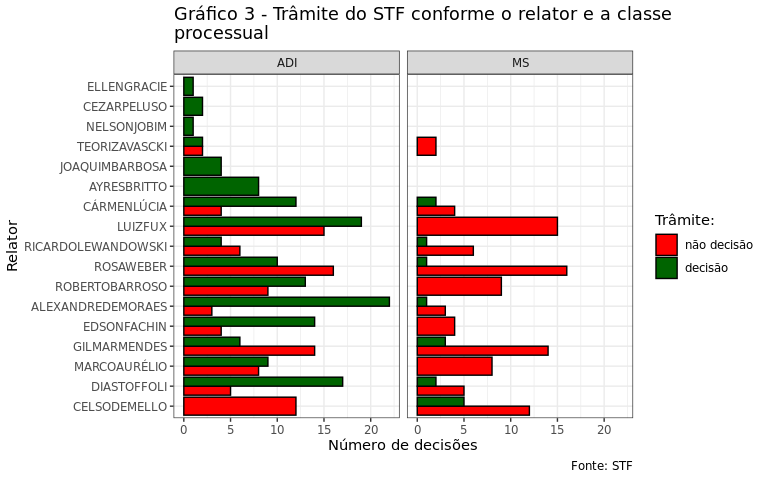 Gráfico 3 - Trâmite do STF conforme o relator e a classe
processual
ADI
MS
ELLENGRACIE
CEZARPELUSO
NELSONJOBIM
TEORIZAVASCKI
JOAQUIMBARBOSA
AYRESBRITTO
CÁRMENLÚCIA
LUIZFUX
RICARDOLEWANDOWSKI
ROSAWEBER
ROBERTOBARROSO
ALEXANDREDEMORAES
EDSONFACHIN
GILMARMENDES
MARCOAURÉLIO
DIASTOFFOLI
CELSODEMELLO
Relator
0 5 10 15 20
0 5 10 15 20
Número de decisões
Trâmite:
não decisão
decisão
Fonte: STF